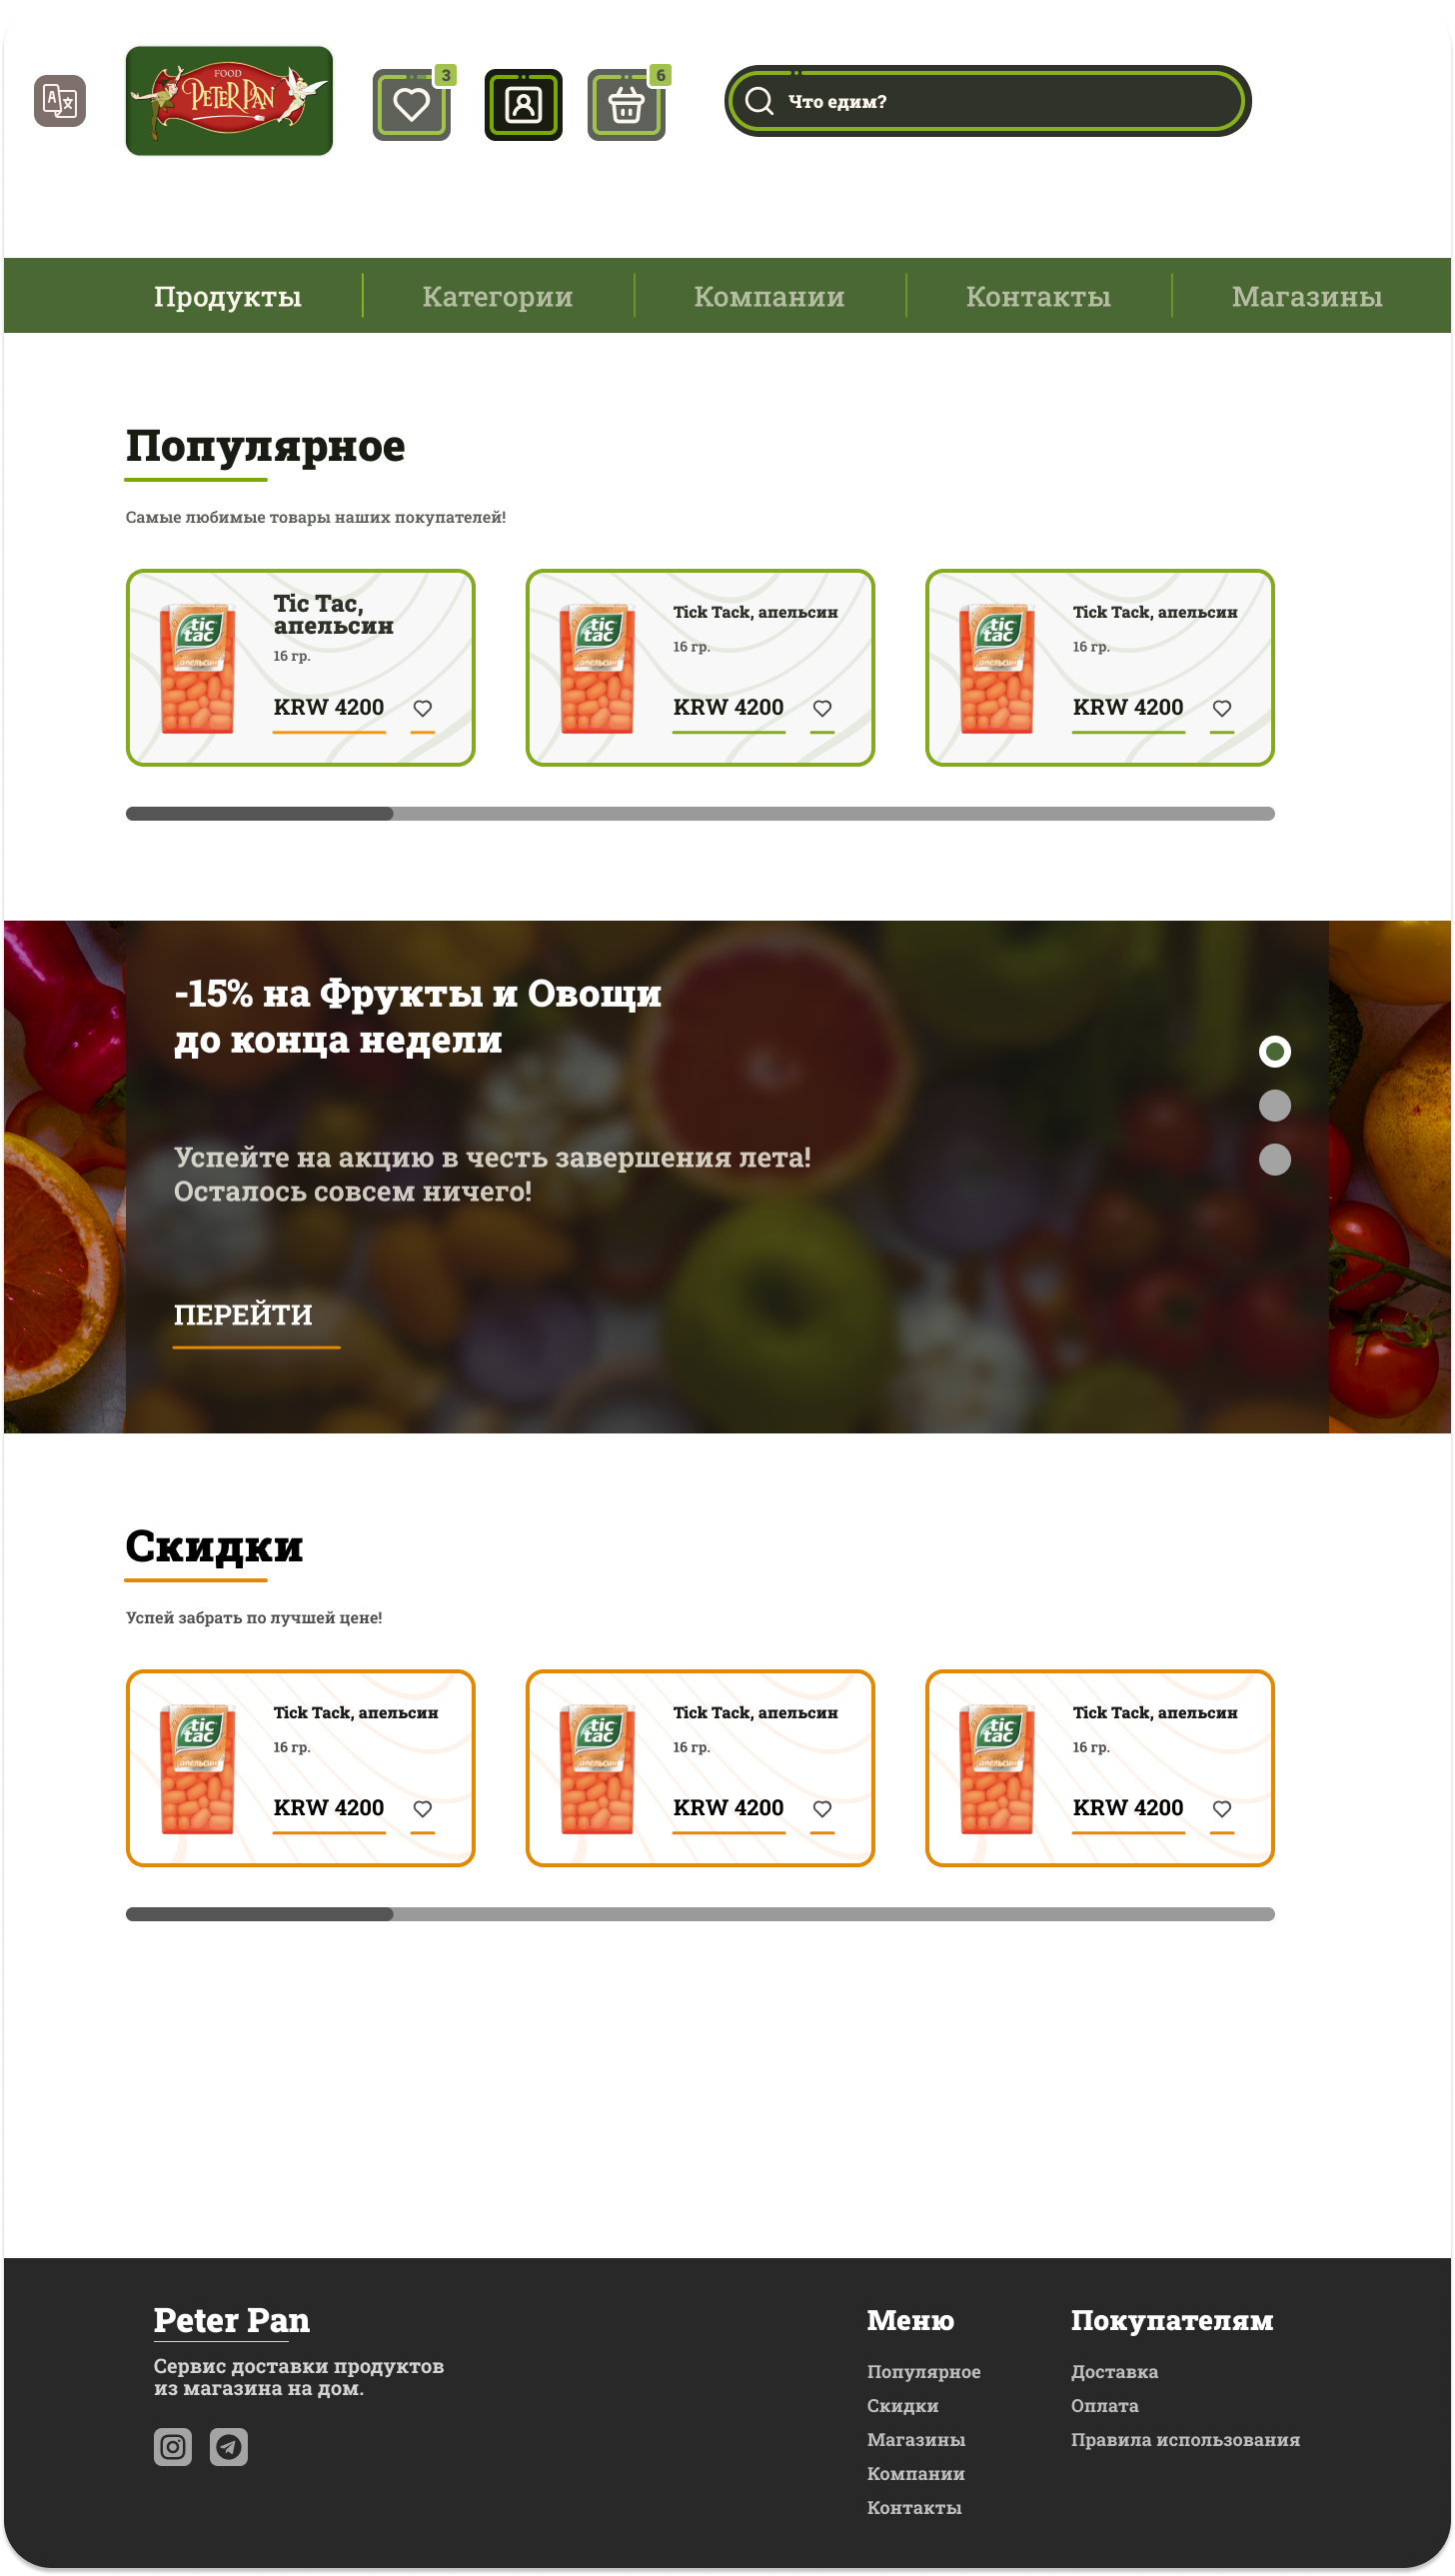 A
FOOD
PETER PAN
3
6
Что едим?
Продукты
Категории
Компании
Контакты
Магазины
Популярное
Самые любимые товары наших покупателей!
tic
tac
апельсин
Tic Tac,
апельсин
16 гр.
KRW 4200
tic
tac
апельсин
Tick Tack, апельсин
16 гр.
KRW 4200
tic
tac
апельсин
Tick Tack, апельсин
16 гр.
KRW 4200
-15% на Фрукты и Овощи
до конца недели
Успейте на акцию в честь завершения лета!
Осталось совсем ничего!
ПЕРЕЙТИ
Скидки
Успей забрать по лучшей цене!
tic
tac
апельсин
Tick Tack, апельсин
16 гр.
KRW 4200
tic
tac
апельсин
Tick Tack, апельсин
16 гр.
KRW 4200
tic
tac
апельсин
Tick Tack, апельсин
16 гр.
KRW 4200
Peter Pan
Сервис доставки продуктов
из магазина на дом.
Меню
Популярное
Скидки
Магазины
Компании
Контакты
Покупателям
Доставка
Оплата
Правила использования